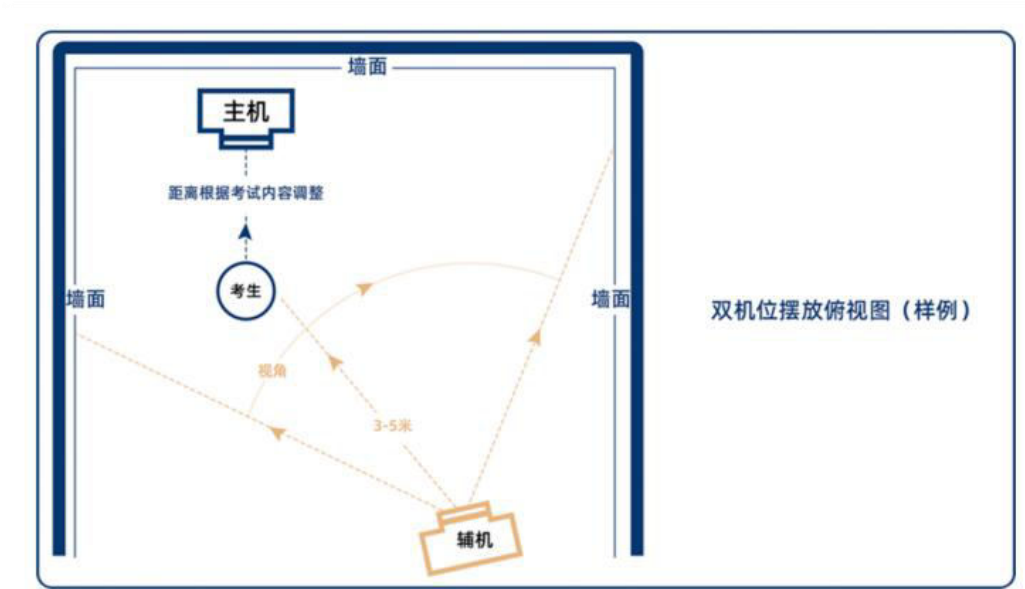 墙面
主机
距离根据考试内容调整
考生
墙面
墙面
双机位摆放俯视图（样例）
视角
3-5米
辅机